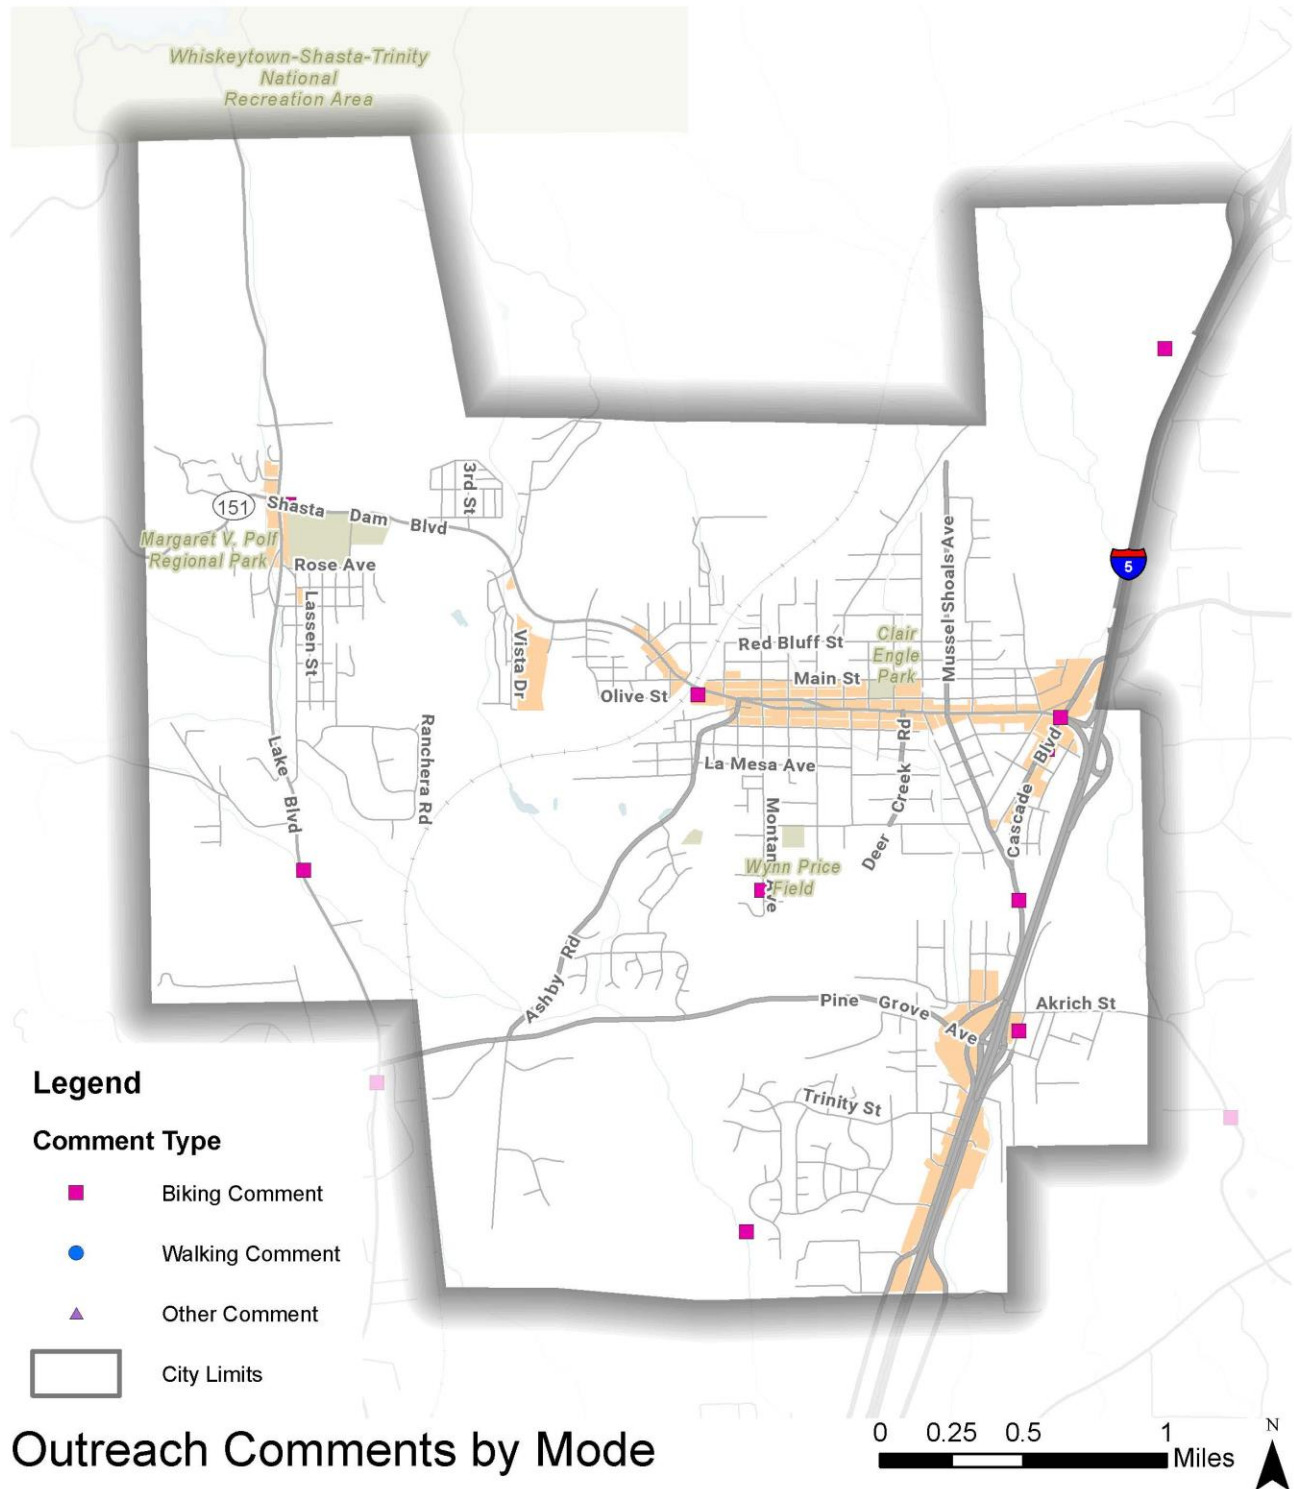 Whiskeytown-Shasta-Trinity
National
Recreation Area
3rd St
151
Shasta Dam Blvd
Margaret V. Polf
Regional Park
Rose Ave
Lassen St
Mussel Shoals Ave
5
Clair
Engle
Park
Red Bluff St
Main St
Vista Dr
Olive St
Ranchera Rd
Lake Blvd
La Mesa Ave
Deer Creek Rd
Cascade Blvd
Montana Ave
Wynn Price
Field
Ashby Rd
Pine Grove Ave
Akrich St
Trinity St
Legend
Comment Type
Biking Comment
Walking Comment
Other Comment
City Limits
Outreach Comments by Mode
0 0.25 0.5 1
Miles
N